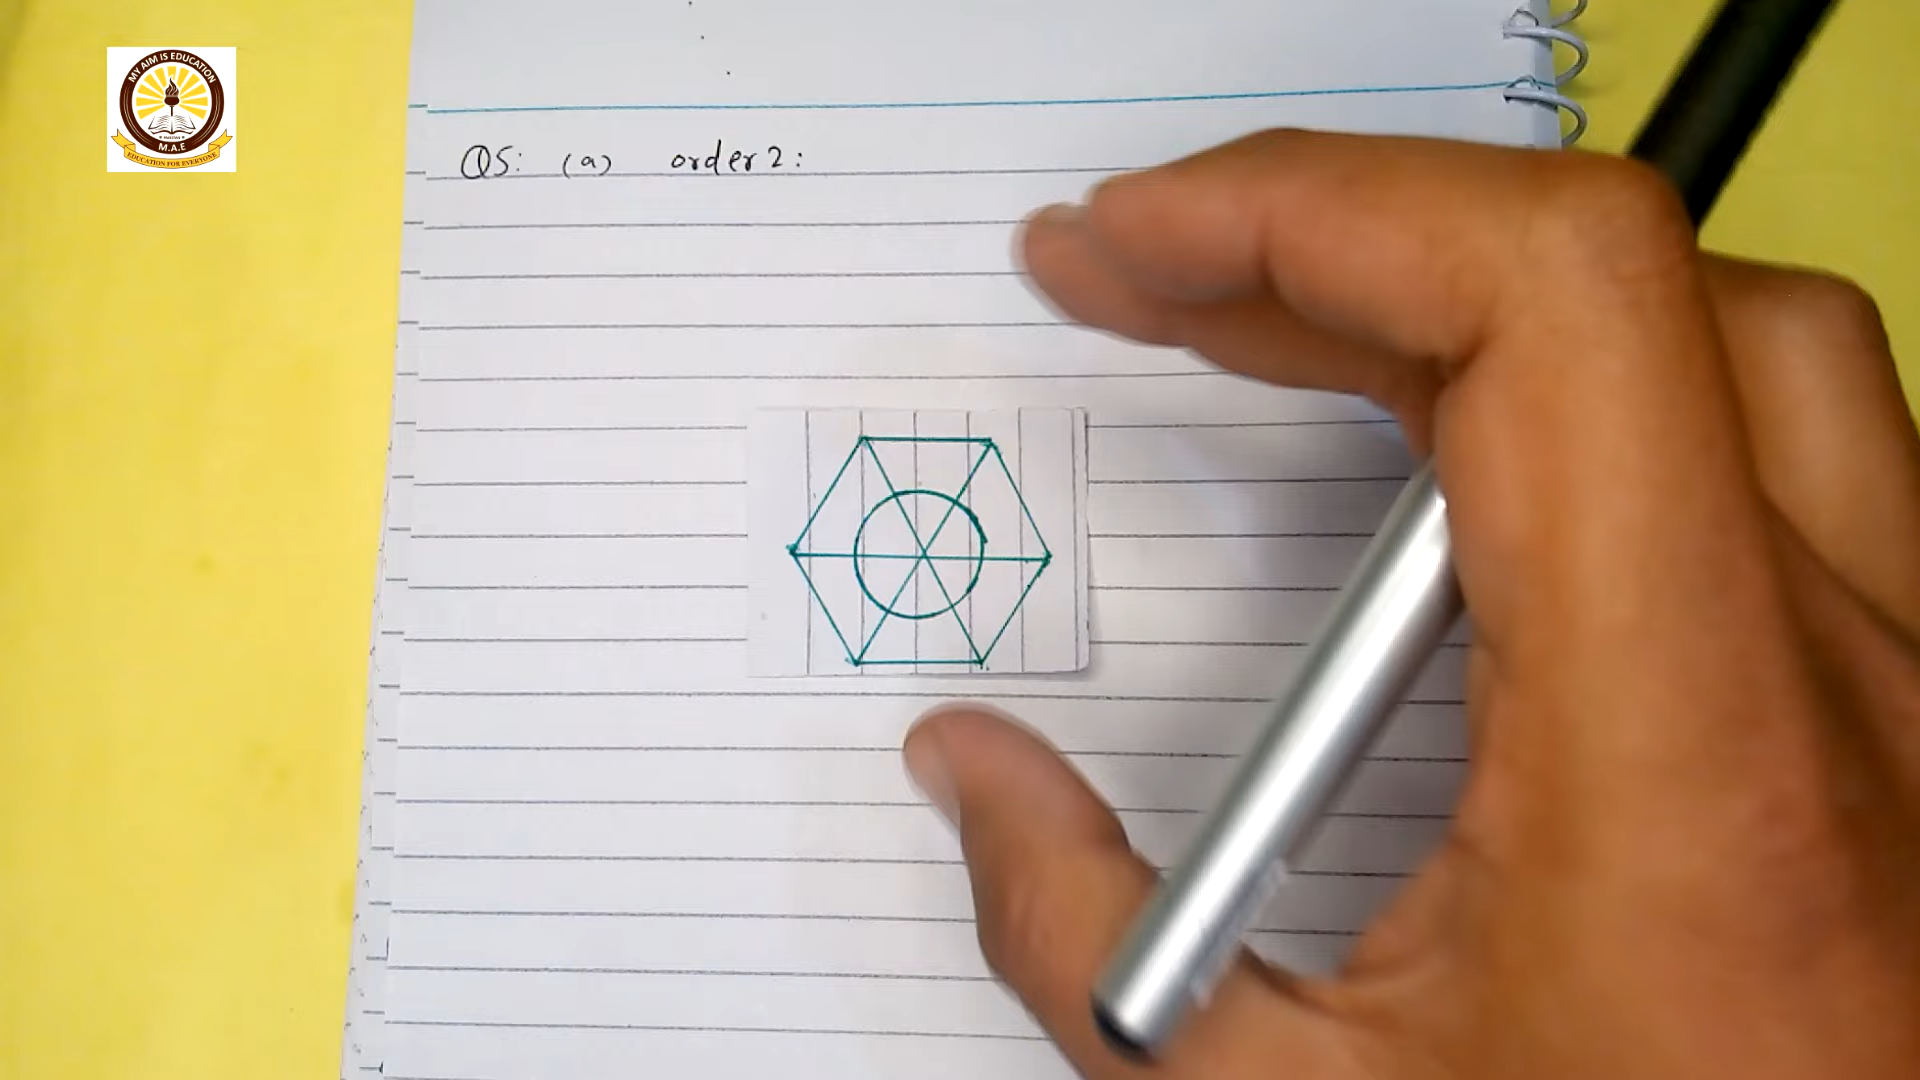 MY AIM IS EDUCATION
M.A.E
EDUCATION FOR EVERYONE
Q5: (a) order 2: